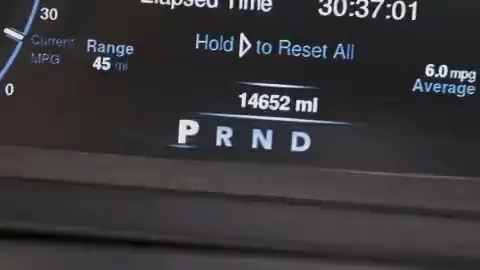 Elapsed Time 30:37:01
30
Hold ▷ to Reset All
Current
MPG
Range
45 mi
0
6.0 mpg
Average
14652 mi
P R N D